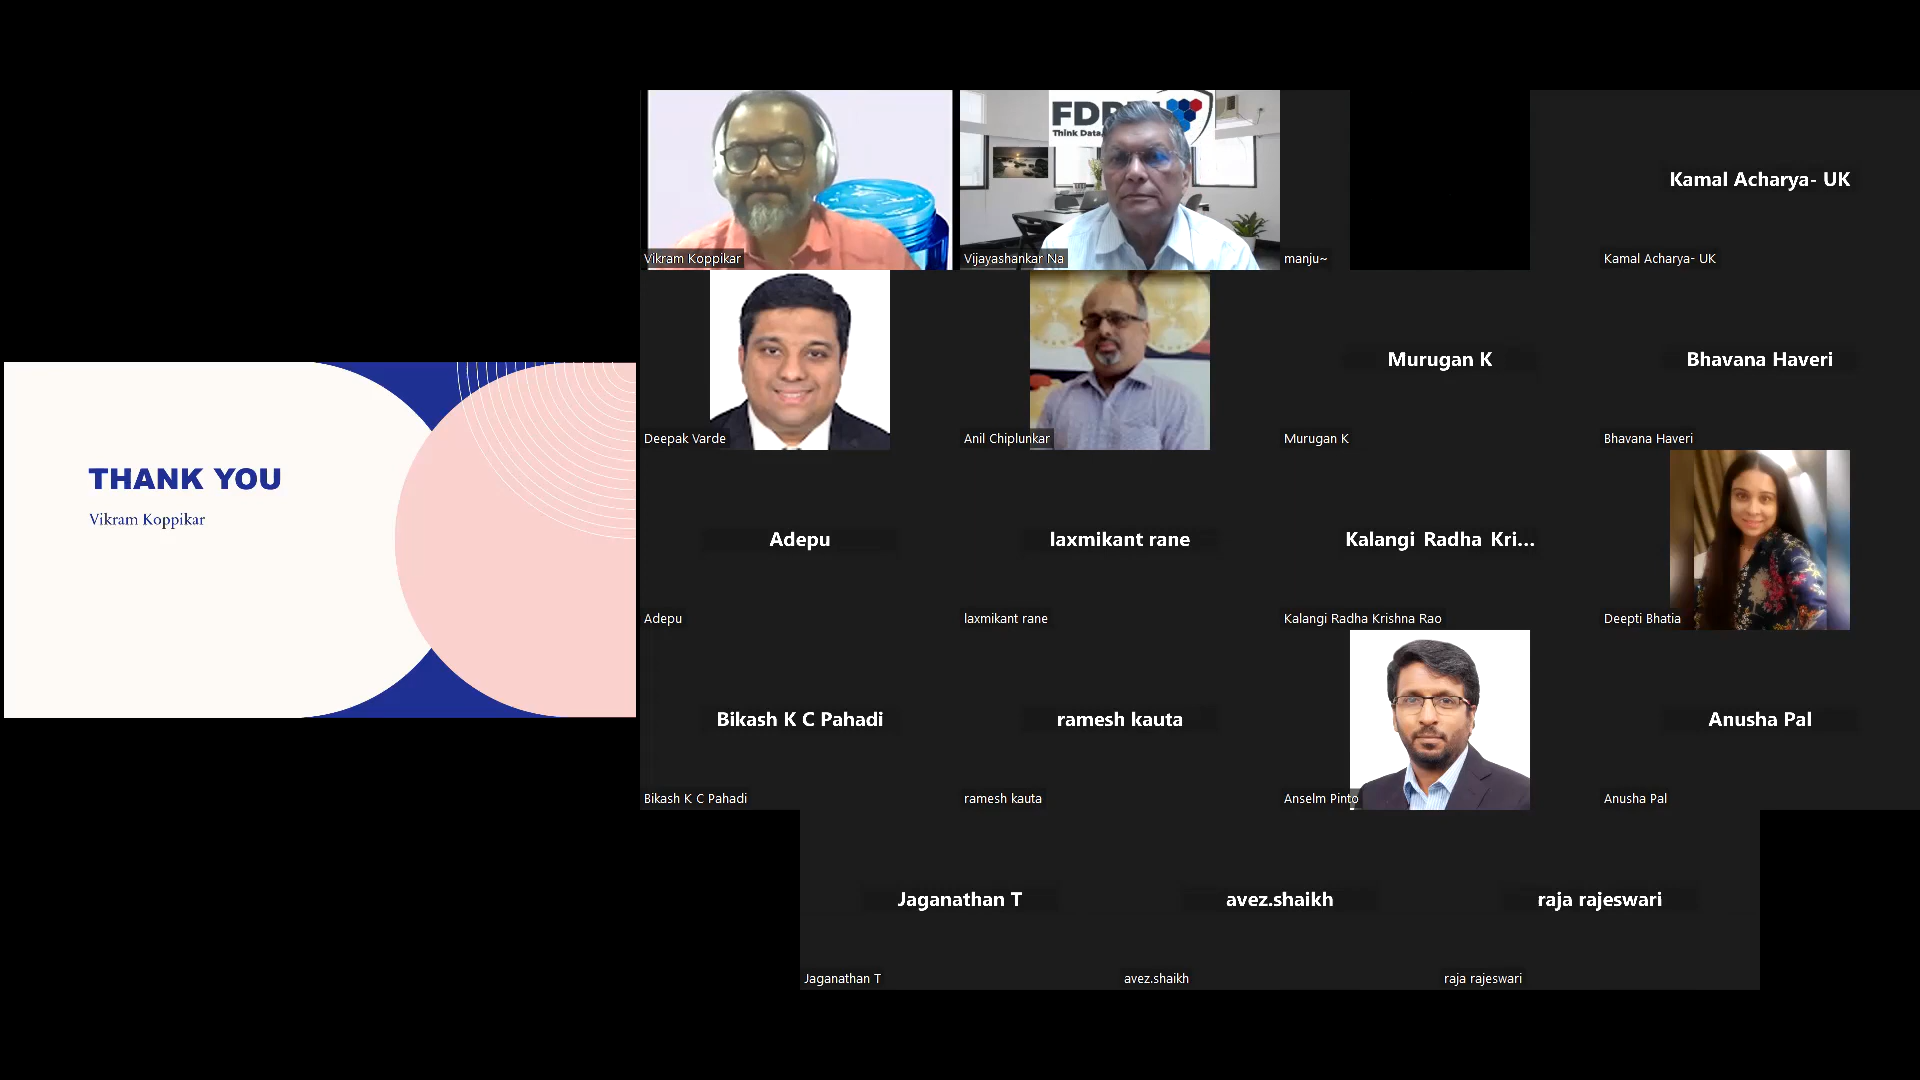 THANK YOU
Vikram Koppikar
Vikram Koppikar
Think Data,
Vijayashankar Na
manju~
Kamal Acharya- UK
Kamal Acharya- UK
Deepak Varde
Anil Chiplunkar
Murugan K
Murugan K
Bhavana Haveri
Bhavana Haveri
Adepu
Adepu
laxmikant rane
laxmikant rane
Kalangi Radha Kri...
Kalangi Radha Krishna Rao
Deepti Bhatia
Bikash K C Pahadi
Bikash K C Pahadi
ramesh kauta
ramesh kauta
Anselm Pinto
Anusha Pal
Anusha Pal
Jaganathan T
Jaganathan T
avez.shaikh
avez.shaikh
raja rajeswari
raja rajeswari